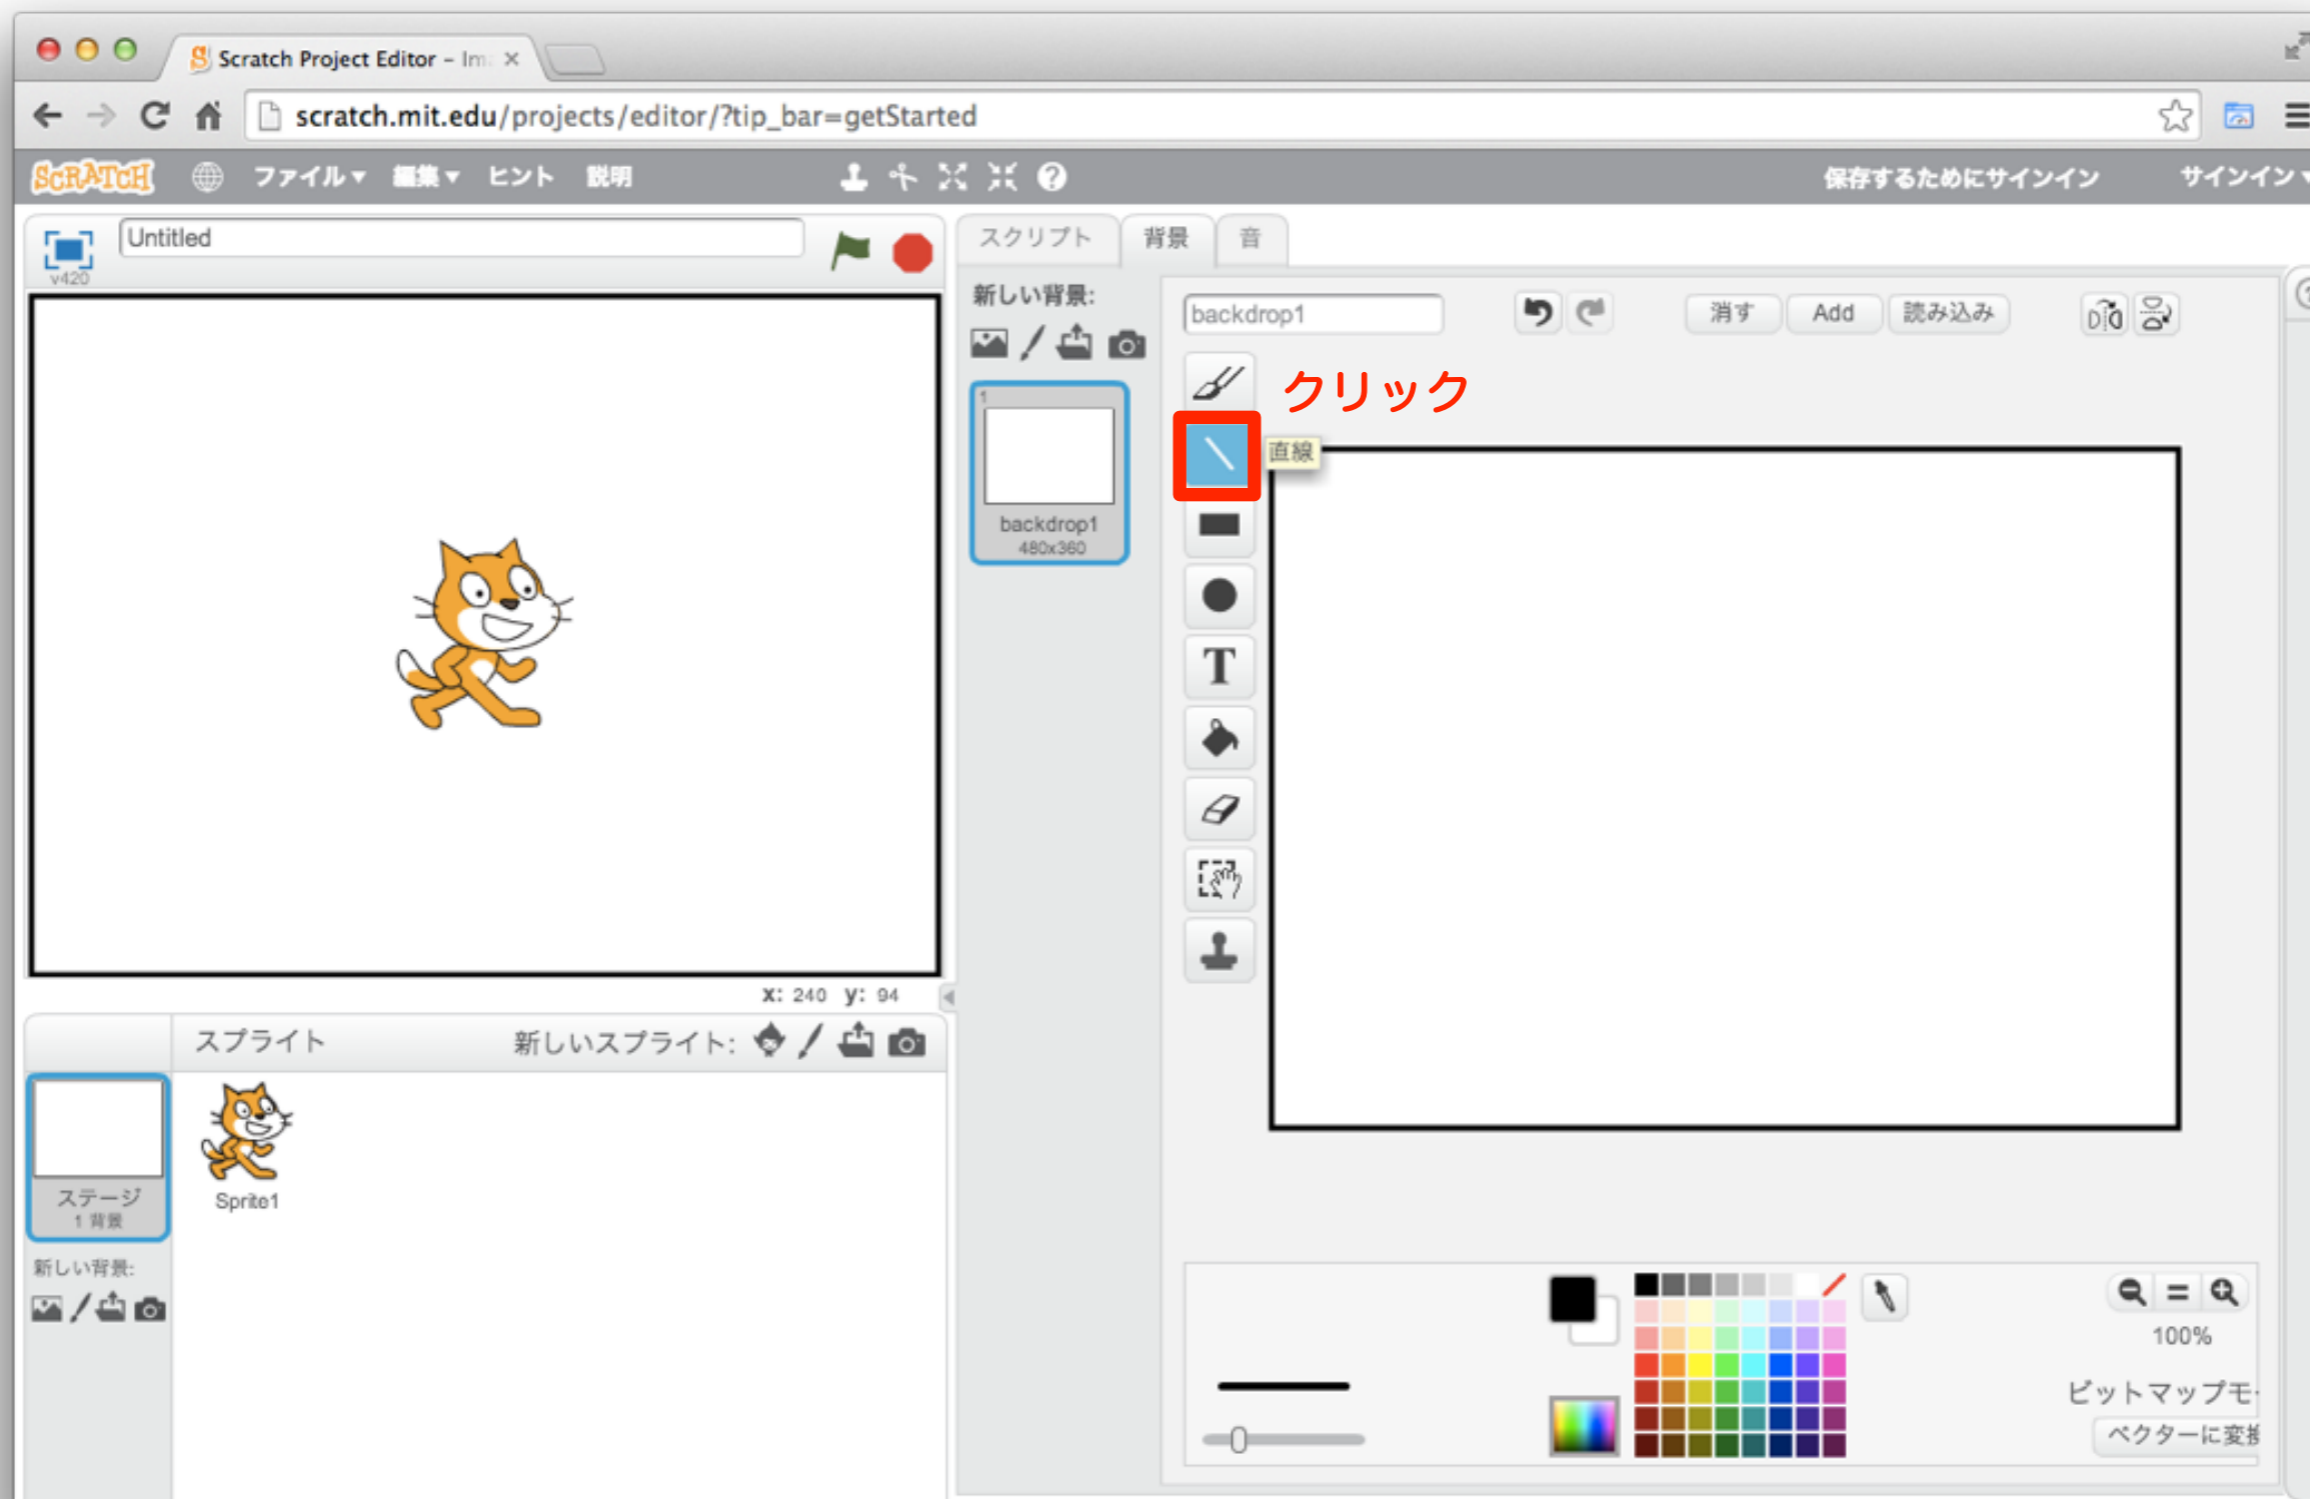 Scratch Project Editor – Im
scratch.mit.edu/projects/editor/?tip_bar=getStarted
SCRATCH ファイル▼ 編集▼ ヒント 説明 保存するためにサインイン サインイン▼
v420
Untitled
スクリプト 背景 音
新しい背景:
backdrop1
消す Add 読み込み
クリック
直線
1
backdrop1
480x360
T
x: 240 y: 94
スプライト 新しいスプライト:
ステージ
1 背景
Sprite1
新しい背景:
100%
ビットマップモ
ベクターに変換